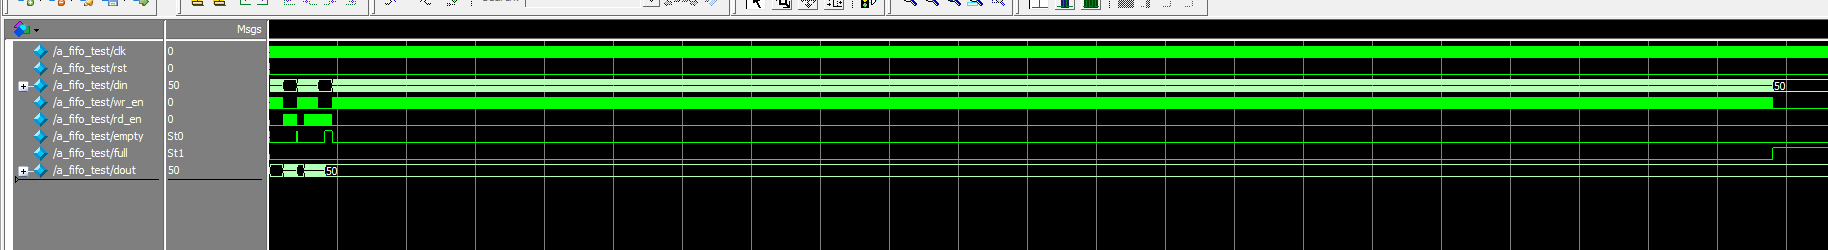 Msgs
/a_fifo_test/clk 0
/a_fifo_test/rst 0
/a_fifo_test/din 50 50
/a_fifo_test/wr_en 0
/a_fifo_test/rd_en 0
/a_fifo_test/empty St0
/a_fifo_test/full St1
/a_fifo_test/dout 50 50